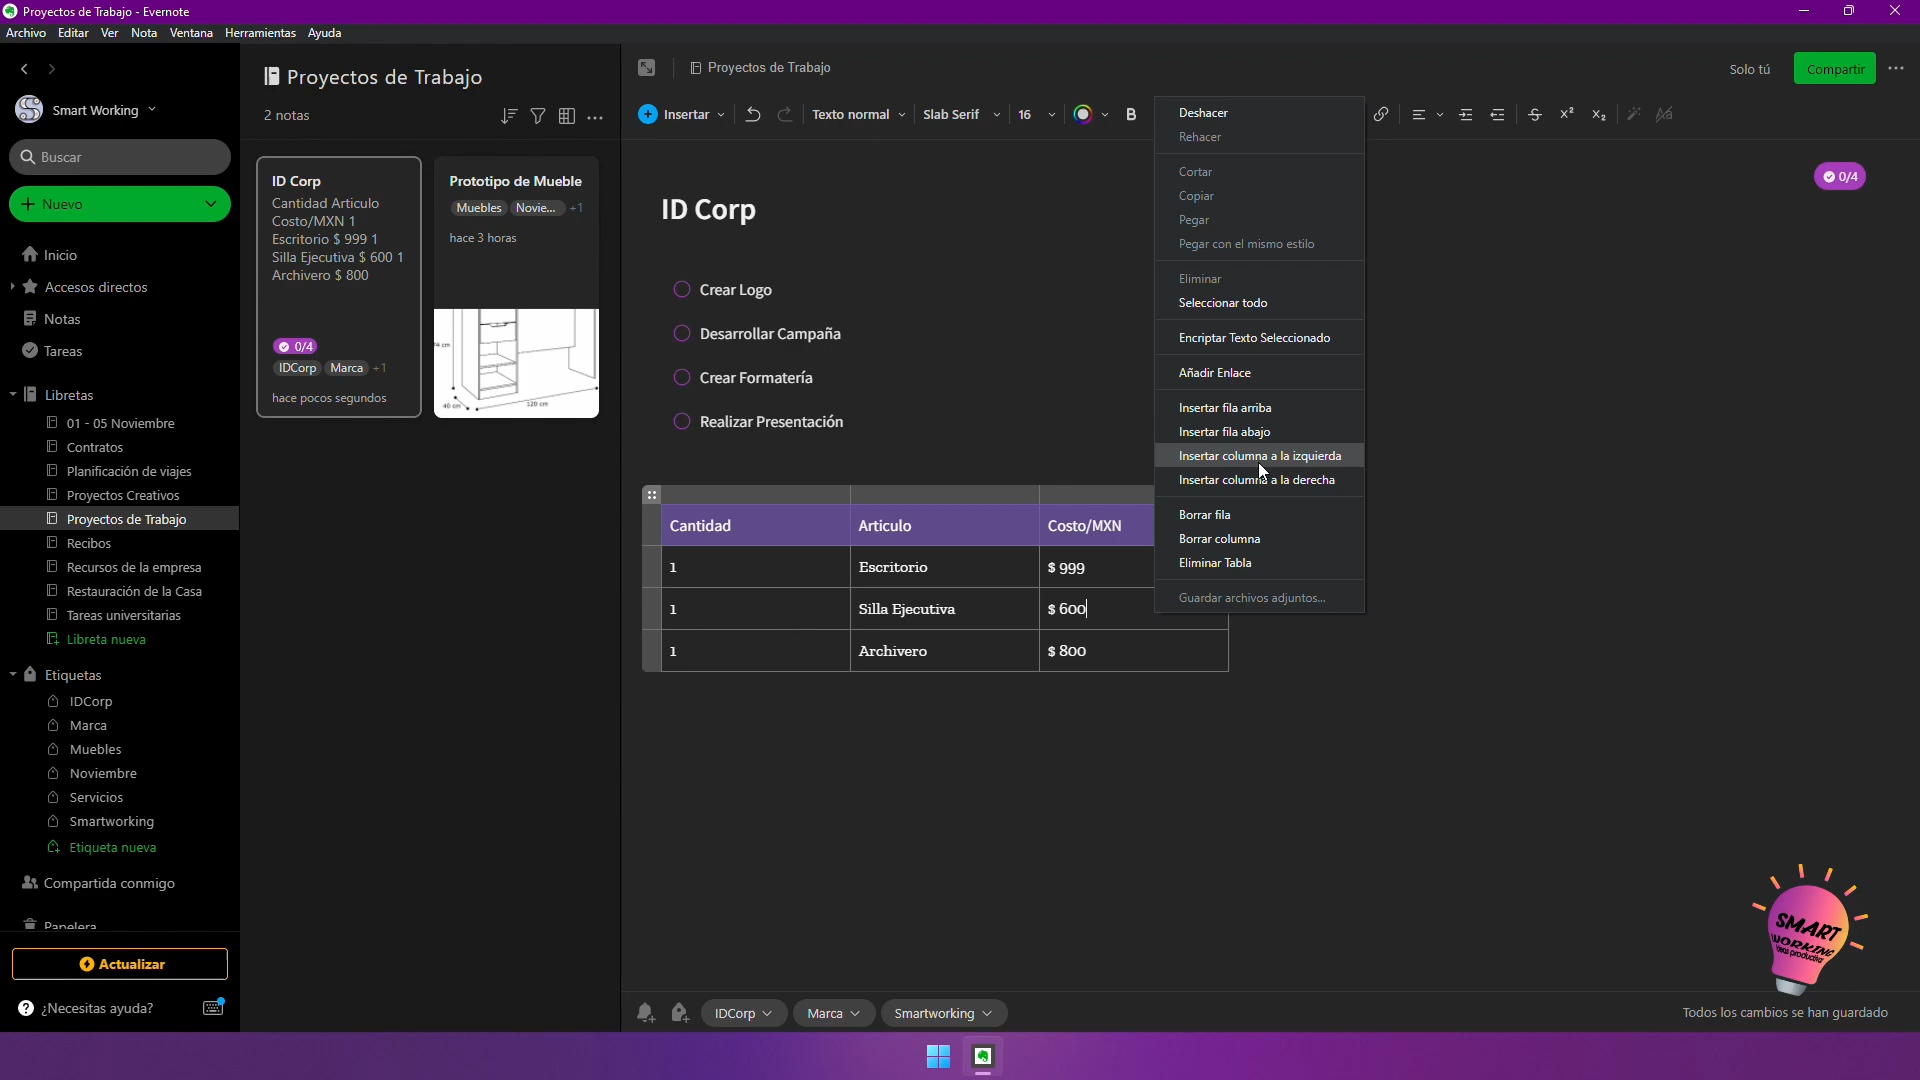 Proyectos de Trabajo - Evernote
Archivo Editar Ver Nota Ventana Herramientas Ayuda
Smart Working
Buscar
Nuevo
Inicio
Accesos directos
Notas
Tareas
Libretas
01 - 05 Noviembre
Contratos
Planificación de viajes
Proyectos Creativos
Proyectos de Trabajo
Recibos
Recursos de la empresa
Restauración de la Casa
Tareas universitarias
Libreta nueva
Etiquetas
IDCorp
Marca
Muebles
Noviembre
Servicios
Smartworking
Etiqueta nueva
Compartida conmigo
Papelera
Actualizar
¿Necesitas ayuda?
Proyectos de Trabajo
2 notas
ID Corp
Cantidad Articulo
Costo/MXN 1
Escritorio $ 999 1
Silla Ejecutiva $ 600 1
Archivero $ 800
0/4
IDCorp Marca +1
hace pocos segundos
Prototipo de Mueble
Muebles Novie... +1
hace 3 horas
40 cm
120 cm
Proyectos de Trabajo
Solo tú
Compartir
Insertar Texto normal Slab Serif 16 B
0/4
ID Corp
Crear Logo
Desarrollar Campaña
Crear Formatería
Realizar Presentación
Cantidad Articulo Costo/MXN
1 Escritorio $ 999
1 Silla Ejecutiva $ 600
1 Archivero $ 800
Deshacer
Rehacer
Cortar
Copiar
Pegar
Pegar con el mismo estilo
Eliminar
Seleccionar todo
Encriptar Texto Seleccionado
Añadir Enlace
Insertar fila arriba
Insertar fila abajo
Insertar columna a la izquierda
Insertar columna a la derecha
Borrar fila
Borrar columna
Eliminar Tabla
Guardar archivos adjuntos...
SMART
WORKING
IDCorp Marca Smartworking
Todos los cambios se han guardado